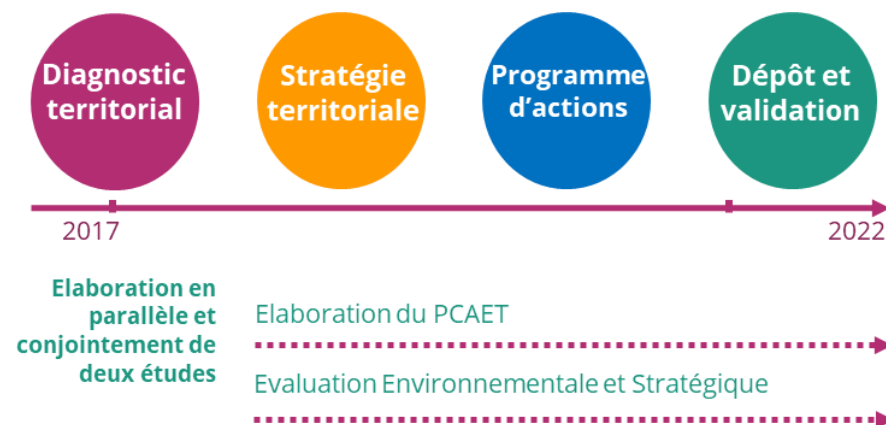 Diagnostic
territorial
Stratégie
territoriale
Programme
d’actions
Dépôt et
validation
2017
2022
Elaboration en
parallèle et
conjointement de
deux études
Elaboration du PCAET
Evaluation Environnementale et Stratégique